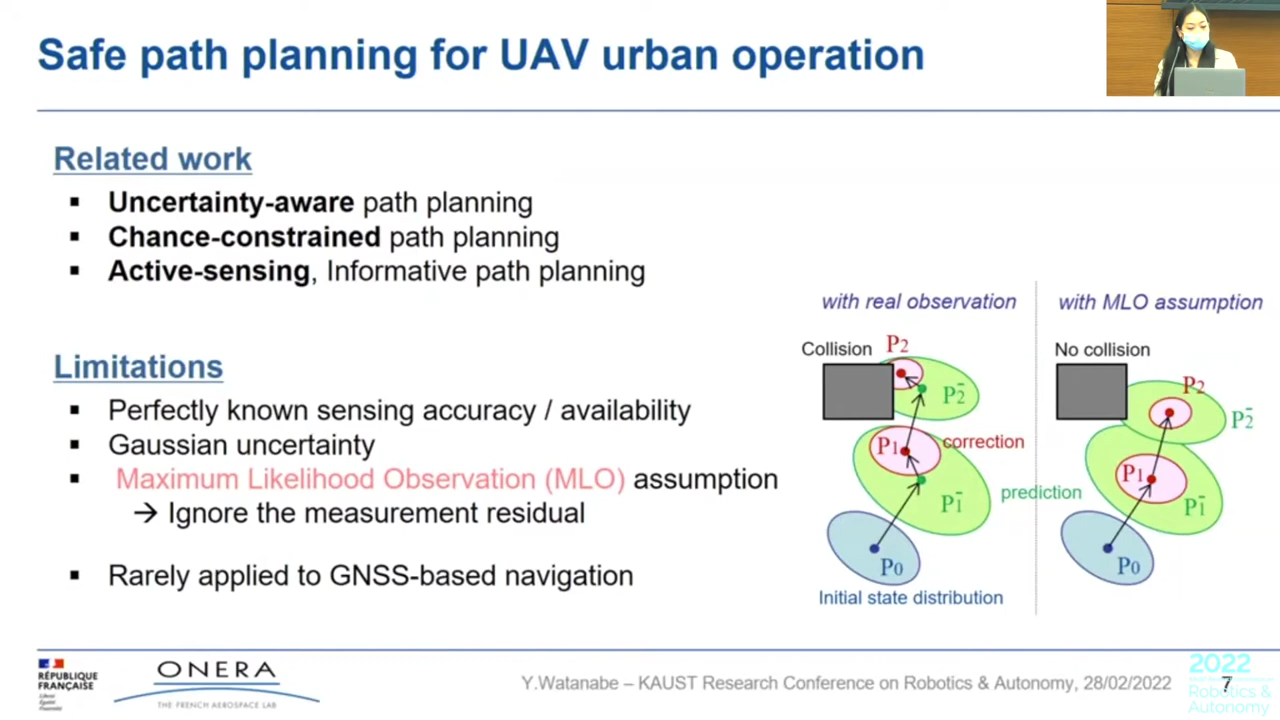 Safe path planning for UAV urban operation
Related work
▪ Uncertainty-aware path planning
▪ Chance-constrained path planning
▪ Active-sensing, Informative path planning
Limitations
▪ Perfectly known sensing accuracy / availability
▪ Gaussian uncertainty
▪ Maximum Likelihood Observation (MLO) assumption
→ Ignore the measurement residual
▪ Rarely applied to GNSS-based navigation
with real observation
Collision
P2
P2̄
P1
correction
prediction
P1̄
P0
Initial state distribution
with MLO assumption
No collision
P2
P2̄
P1
P1̄
P0
RÉPUBLIQUE
FRANÇAISE
Liberté
Égalité
Fraternité
ONERA
THE FRENCH AEROSPACE LAB
Y.Watanabe – KAUST Research Conference on Robotics & Autonomy, 28/02/2022
7
2022
Robotics &
Autonomy